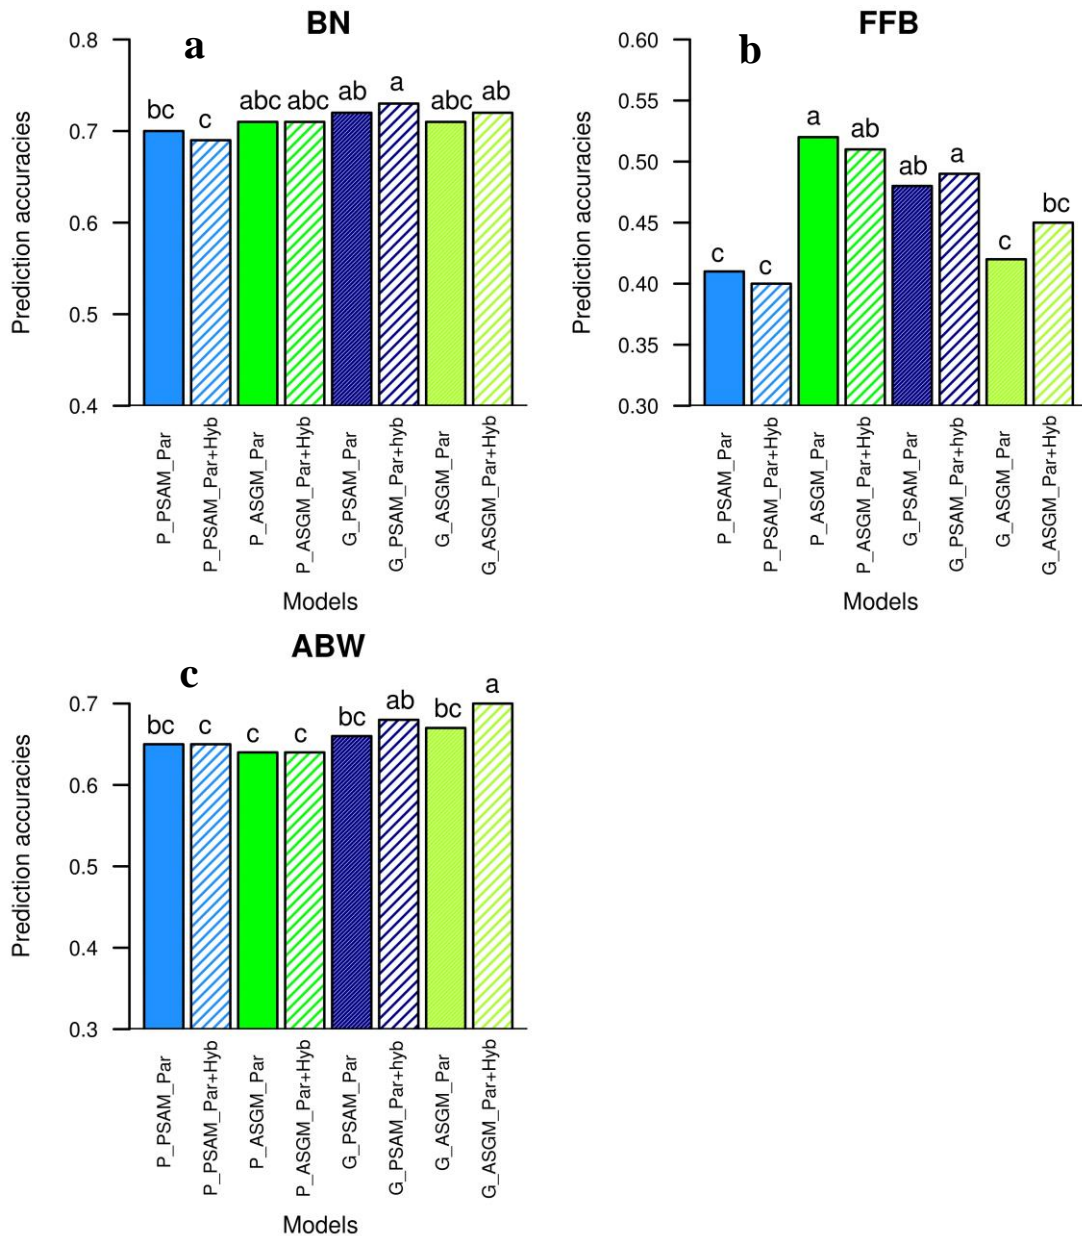 BN
a
Prediction accuracies
0.8
0.7
0.6
0.5
0.4
bc
c
abc
abc
ab
a
abc
ab
P_PSAM_Par
P_PSAM_Par+Hyb
P_ASGM_Par
P_ASGM_Par+Hyb
G_PSAM_Par
G_PSAM_Par+hyb
G_ASGM_Par
G_ASGM_Par+Hyb
Models
FFB
b
Prediction accuracies
0.60
0.55
0.50
0.45
0.40
0.35
0.30
c
c
a
ab
ab
a
c
bc
P_PSAM_Par
P_PSAM_Par+Hyb
P_ASGM_Par
P_ASGM_Par+Hyb
G_PSAM_Par
G_PSAM_Par+hyb
G_ASGM_Par
G_ASGM_Par+Hyb
Models
ABW
c
Prediction accuracies
0.7
0.6
0.5
0.4
0.3
bc
c
c
c
bc
ab
bc
a
P_PSAM_Par
P_PSAM_Par+Hyb
P_ASGM_Par
P_ASGM_Par+Hyb
G_PSAM_Par
G_PSAM_Par+hyb
G_ASGM_Par
G_ASGM_Par+Hyb
Models